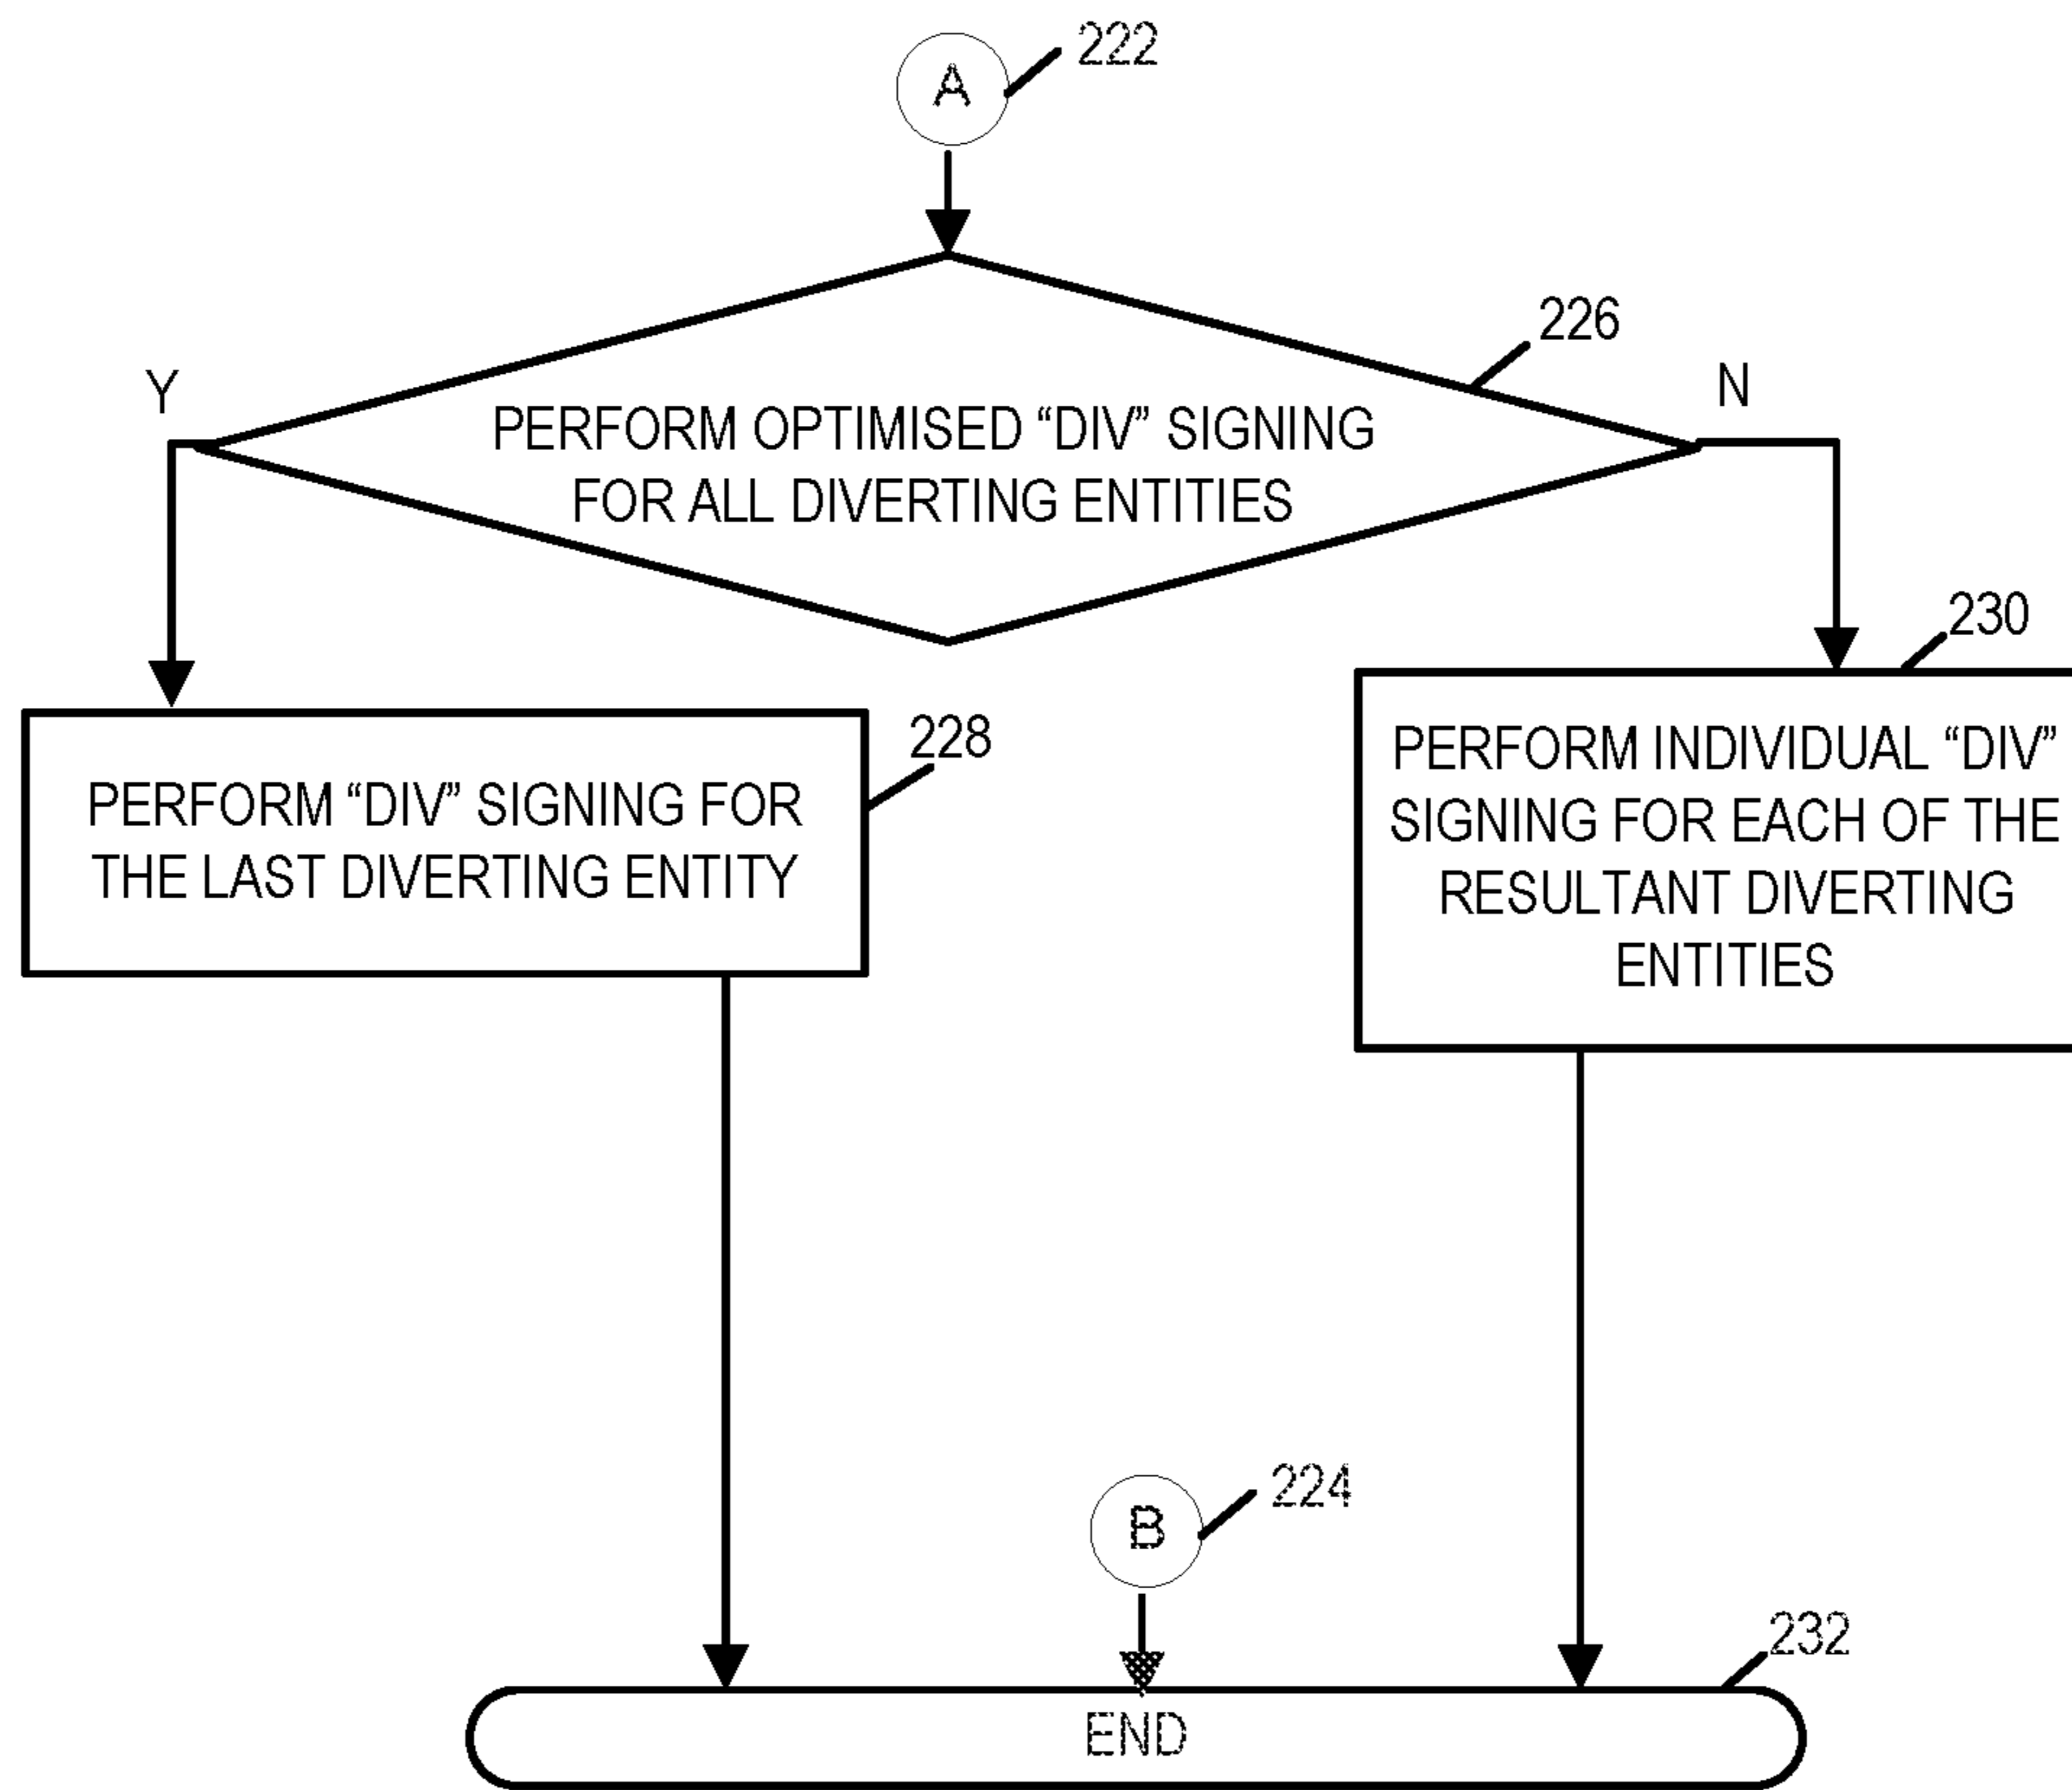 A
222
226
Y
N
PERFORM OPTIMISED “DIV” SIGNING
FOR ALL DIVERTING ENTITIES
230
228
PERFORM “DIV” SIGNING FOR
THE LAST DIVERTING ENTITY
PERFORM INDIVIDUAL “DIV”
SIGNING FOR EACH OF THE
RESULTANT DIVERTING
ENTITIES
B
224
232
END